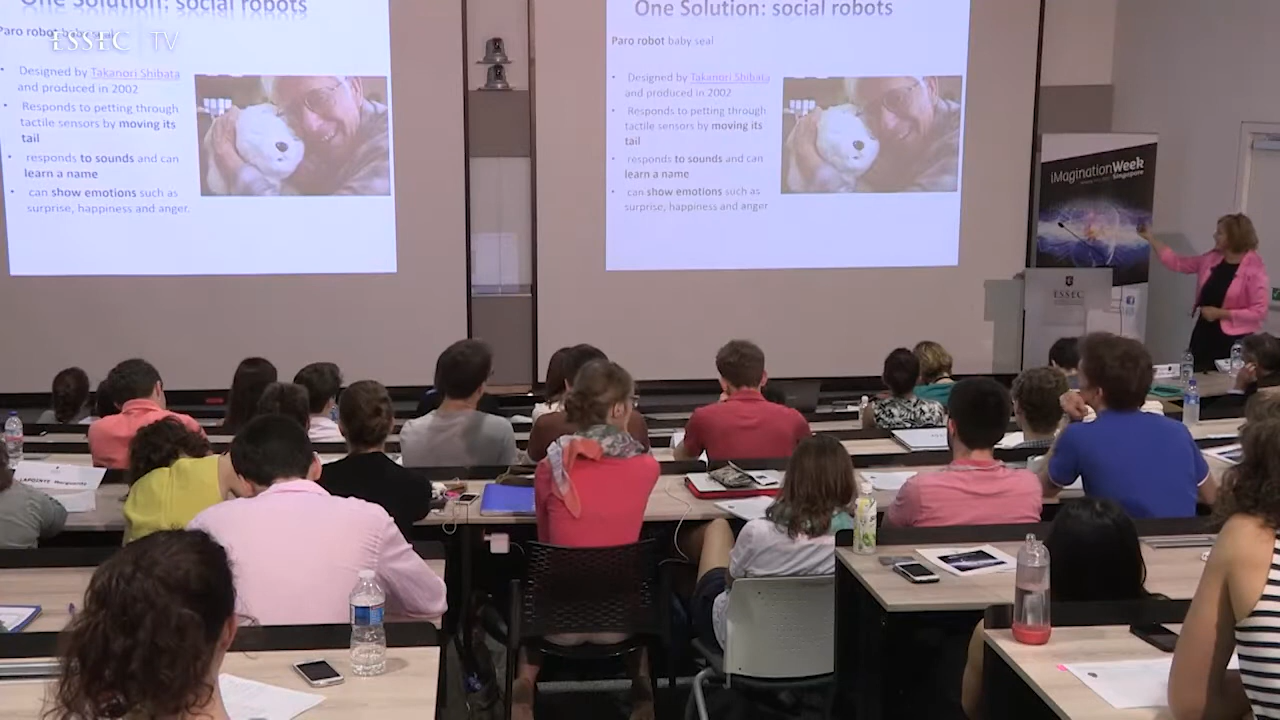 One Solution: social robots
Paro robot baby seal
ESSEC TV
• Designed by Takanori Shibata
and produced in 2002
• Responds to petting through
tactile sensors by moving its
tail
• responds to sounds and can
learn a name
• can show emotions such as
surprise, happiness and anger.
One Solution: social robots
Paro robot baby seal
• Designed by Takanori Shibata
and produced in 2002
• Responds to petting through
tactile sensors by moving its
tail
• responds to sounds and can
learn a name
• can show emotions such as
surprise, happiness and anger
iMaginationWeek
Singapore
ESSEC
LAPOINTE Marguerite